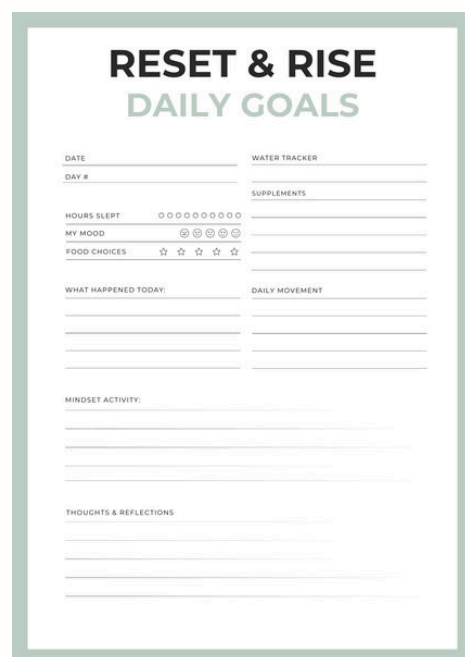 RESET & RISE
DAILY GOALS
DATE
DAY #
WATER TRACKER
SUPPLEMENTS
HOURS SLEPT
MY MOOD
FOOD CHOICES
WHAT HAPPENED TODAY:
DAILY MOVEMENT
MINDSET ACTIVITY:
THOUGHTS & REFLECTIONS